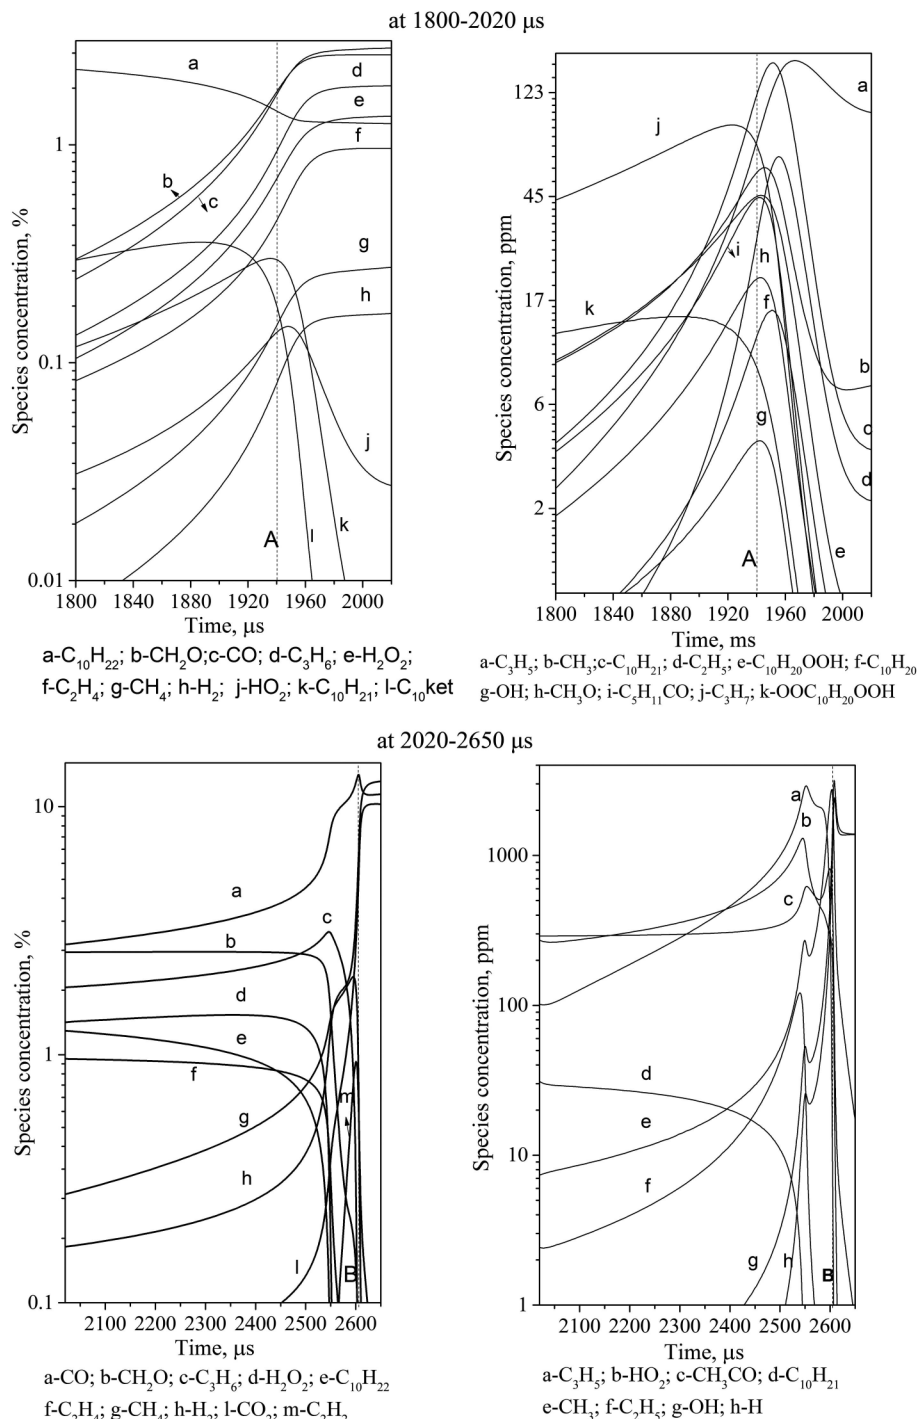 at 1800-2020 μs
a
d
e
f
b
c
g
h
j
k
l
A
1
0.1
0.01
Species concentration, %
1800 1840 1880 1920 1960 2000
Time, μs
a-C₁₀H₂₂; b-CH₂O;c-CO; d-C₃H₆; e-H₂O₂;
f-C₂H₄; g-CH₄; h-H₂; j-HO₂; k-C₁₀H₂₁; l-C₁₀ket
a
j
i
h
k
f
b
g
c
d
e
A
123
45
17
6
2
Species concentration, ppm
1800 1840 1880 1920 1960 2000
Time, ms
a-C₃H₅; b-CH₃;c-C₁₀H₂₁; d-C₂H₅; e-C₁₀H₂₀OOH; f-C₁₀H₂₀
g-OH; h-CH₃O; i-C₅H₁₁CO; j-C₃H₇; k-OOC₁₀H₂₀OOH
at 2020-2650 μs
a
c
b
d
e
f
m
g
h
l
B
10
1
0.1
Species concentration, %
2100 2200 2300 2400 2500 2600
Time, μs
a-CO; b-CH₂O; c-C₃H₆; d-H₂O₂; e-C₁₀H₂₂
f-C₂H₄; g-CH₄; h-H₂; l-CO₂; m-C₂H₂
a
b
c
d
e
f
g
h
B
1000
100
10
1
Species concentration, ppm
2100 2200 2300 2400 2500 2600
Time, μs
a-C₃H₅; b-HO₂; c-CH₃CO; d-C₁₀H₂₁
e-CH₃; f-C₂H₅; g-OH; h-H